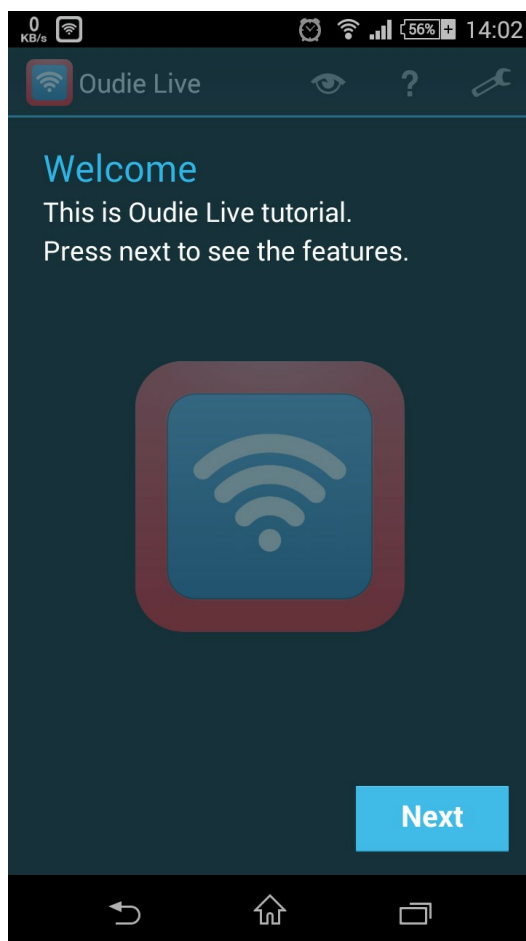 0
KB/s
56%
14:02
Oudie Live
?
Welcome
This is Oudie Live tutorial.
Press next to see the features.
Next